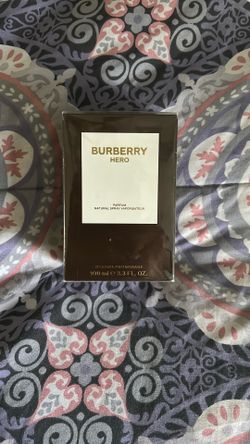 BURBERRY
HERO
PARFUM
NATURAL SPRAY VAPORISATEUR
100 ml ℮ 3.3 FL. OZ.